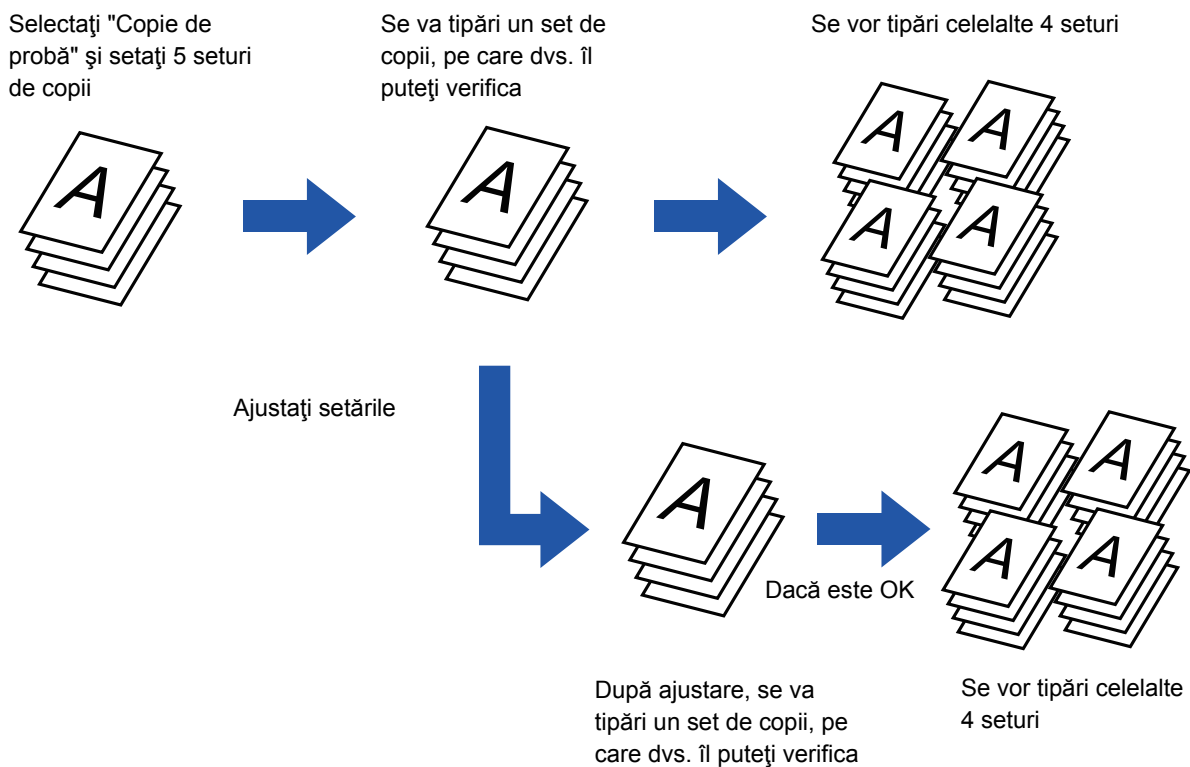 Selectaţi "Copie de
probă" şi setaţi 5 seturi
de copii
Se va tipări un set de
copii, pe care dvs. îl
puteţi verifica
Se vor tipări celelalte 4 seturi
A
A
A
A
A
A
Ajustaţi setările
A
A
A
A
A
Dacă este OK
După ajustare, se va
tipări un set de copii, pe
care dvs. îl puteţi verifica
Se vor tipări celelalte
4 seturi